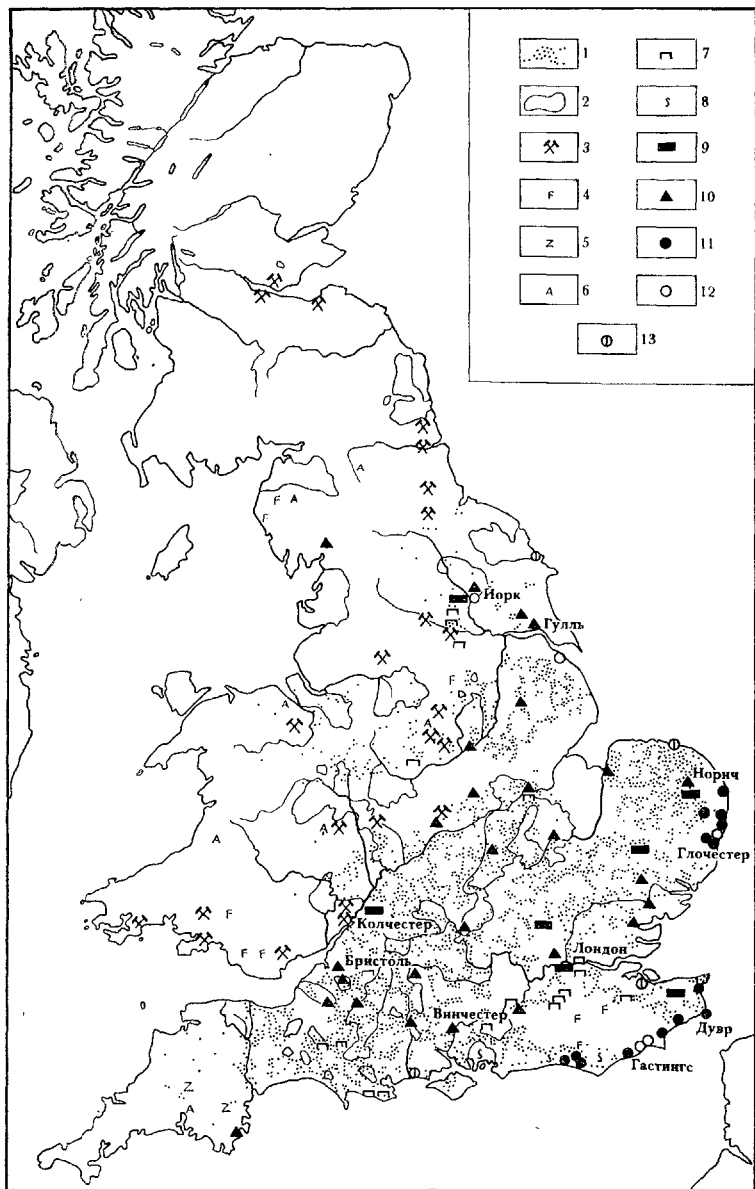 1 7
2 8
3 9
F 4 10
Z 5 11
A 6 12
13
A
F A
F
Йорк
Гулль
F
A
A
Норич
A
A
Глочестер
Колчестер
F
Бристоль
F F
Лондон
Винчестер
F F
Дувр
F
S S S
Гастингс
Z
A Z